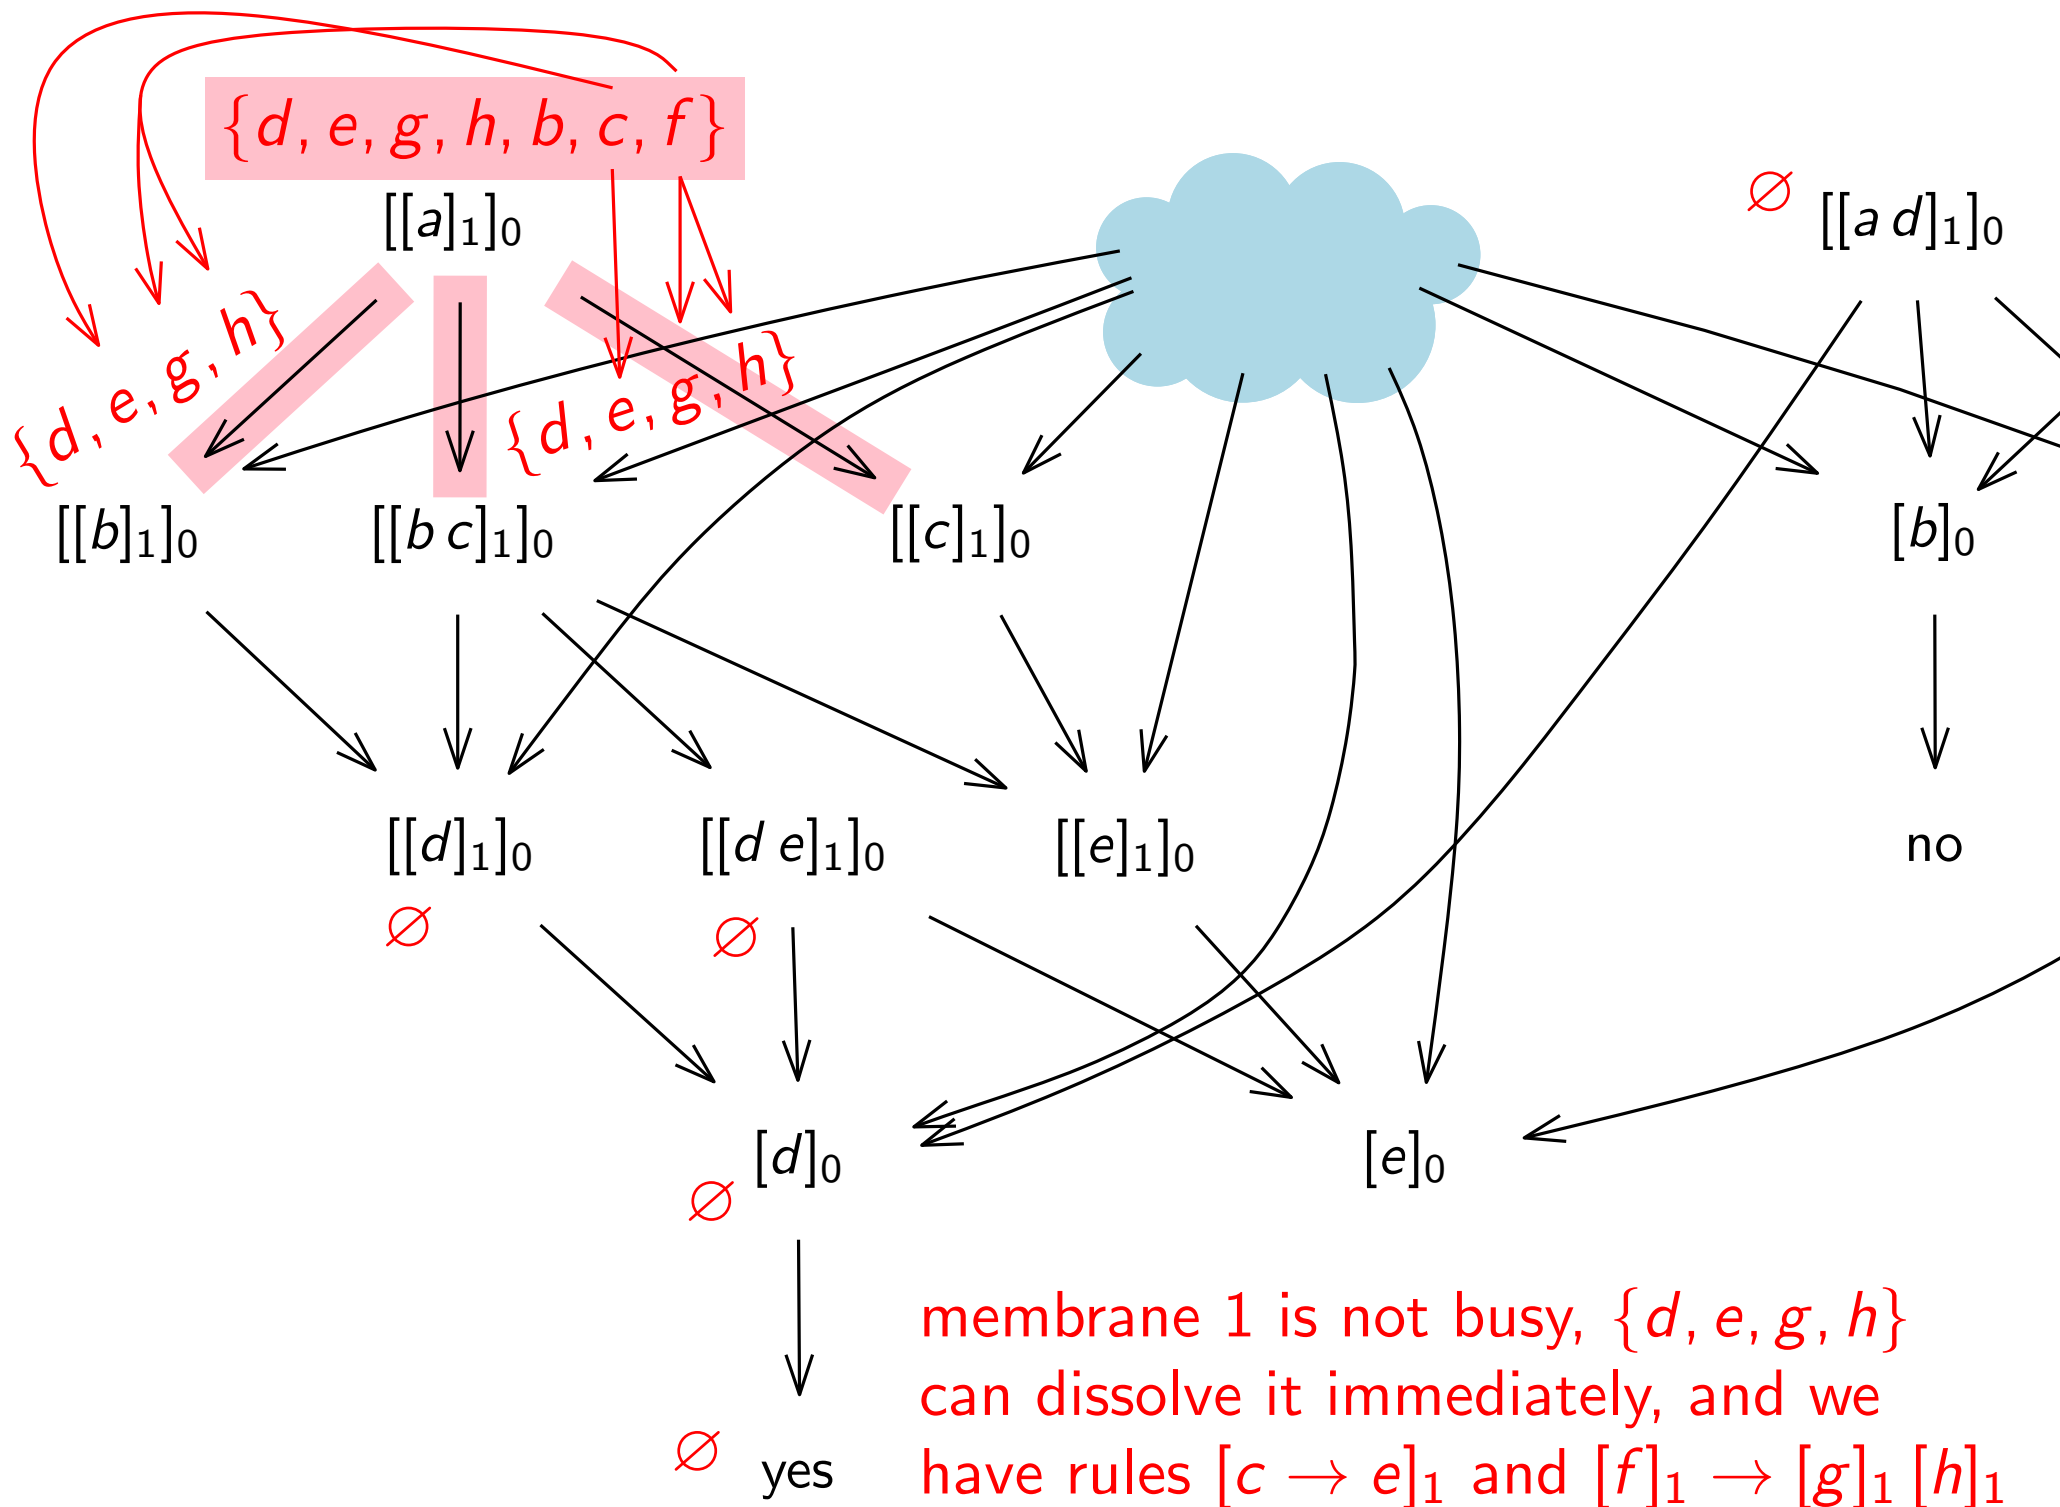 {d, e, g, h, b, c, f}
[[a]₁]₀
∅ [[a d]₁]₀
{d, e, g, h}
{d, e, g, h}
[[b]₁]₀ [[b c]₁]₀ [[c]₁]₀ [b]₀
[[d]₁]₀ [[d e]₁]₀ [[e]₁]₀ no
∅ ∅
[d]₀ [e]₀
∅
membrane 1 is not busy, {d, e, g, h}
can dissolve it immediately, and we
∅ yes
have rules [c → e]₁ and [f]₁ → [g]₁ [h]₁